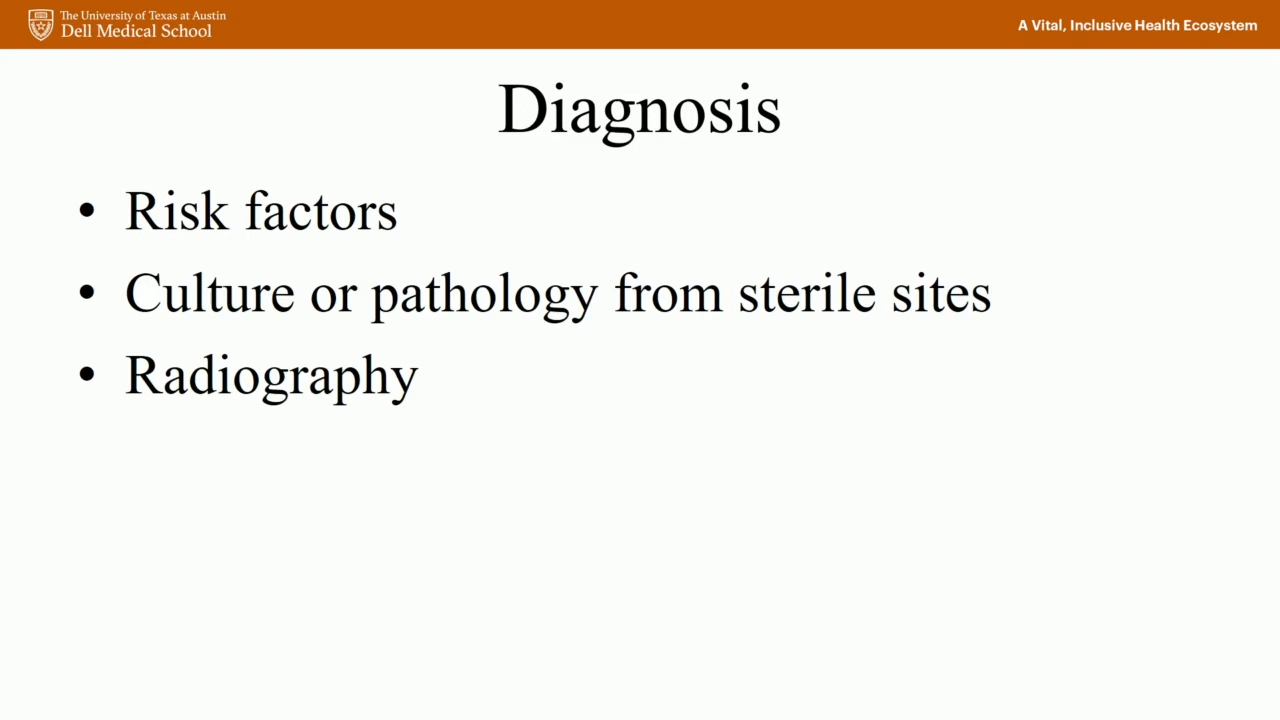 The University of Texas at Austin
Dell Medical School
A Vital, Inclusive Health Ecosystem
Diagnosis
• Risk factors
• Culture or pathology from sterile sites
• Radiography